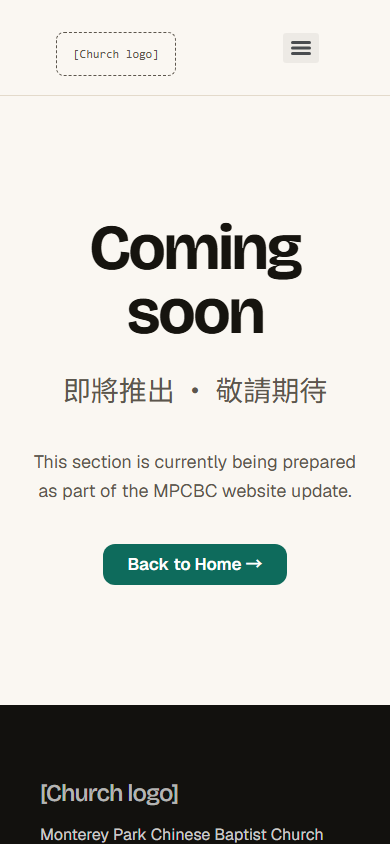 [Church logo]
Coming
soon
即將推出 • 敬請期待
This section is currently being prepared
as part of the MPCBC website update.
Back to Home →
[Church logo]
Monterey Park Chinese Baptist Church